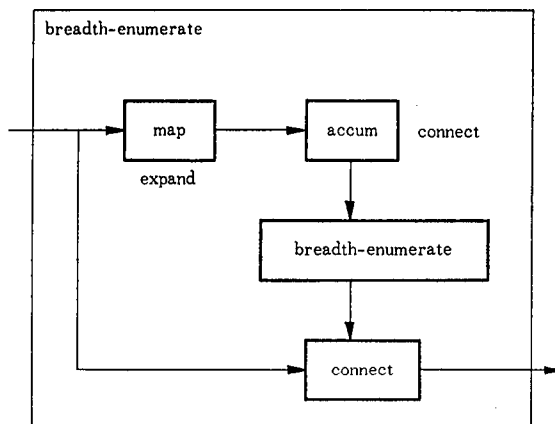 breadth-enumerate
map
accum
connect
expand
breadth-enumerate
connect